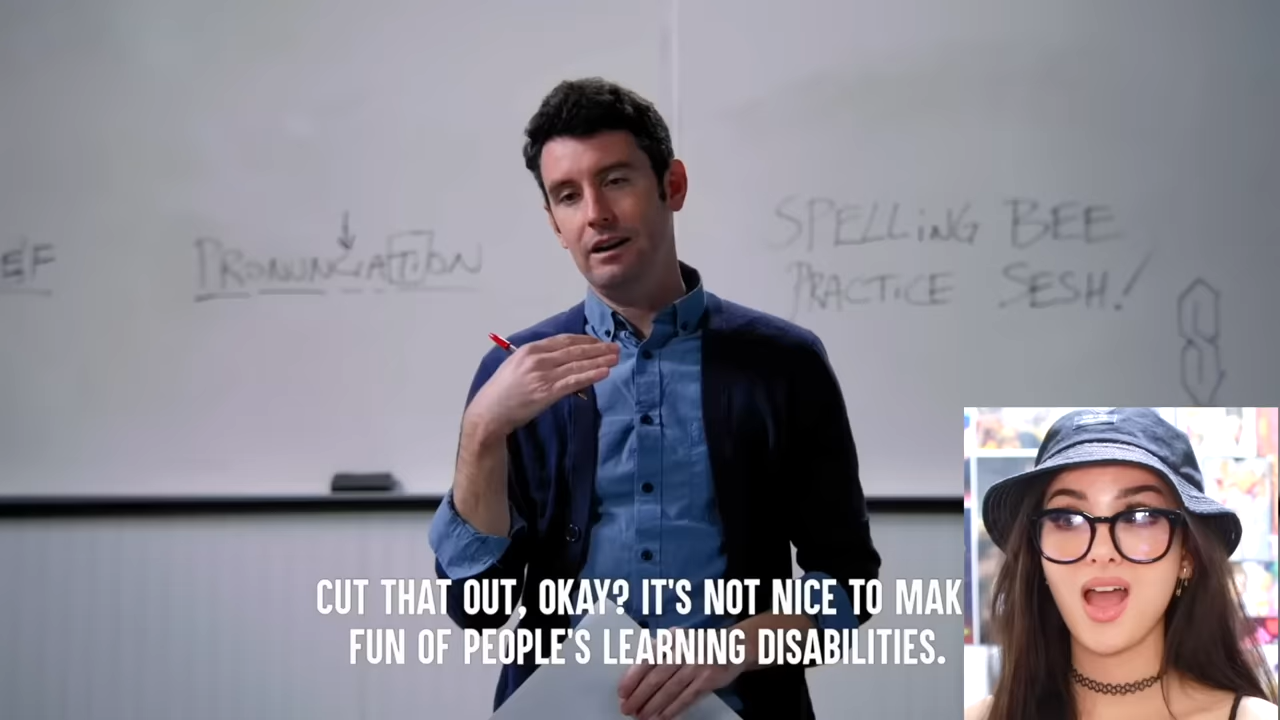 EF
PRONUNCIATION
SPELLiNG BEE
PRACTiCE SESH!
CUT THAT OUT, OKAY? IT'S NOT NICE TO MAK
FUN OF PEOPLE'S LEARNING DISABILITIES.